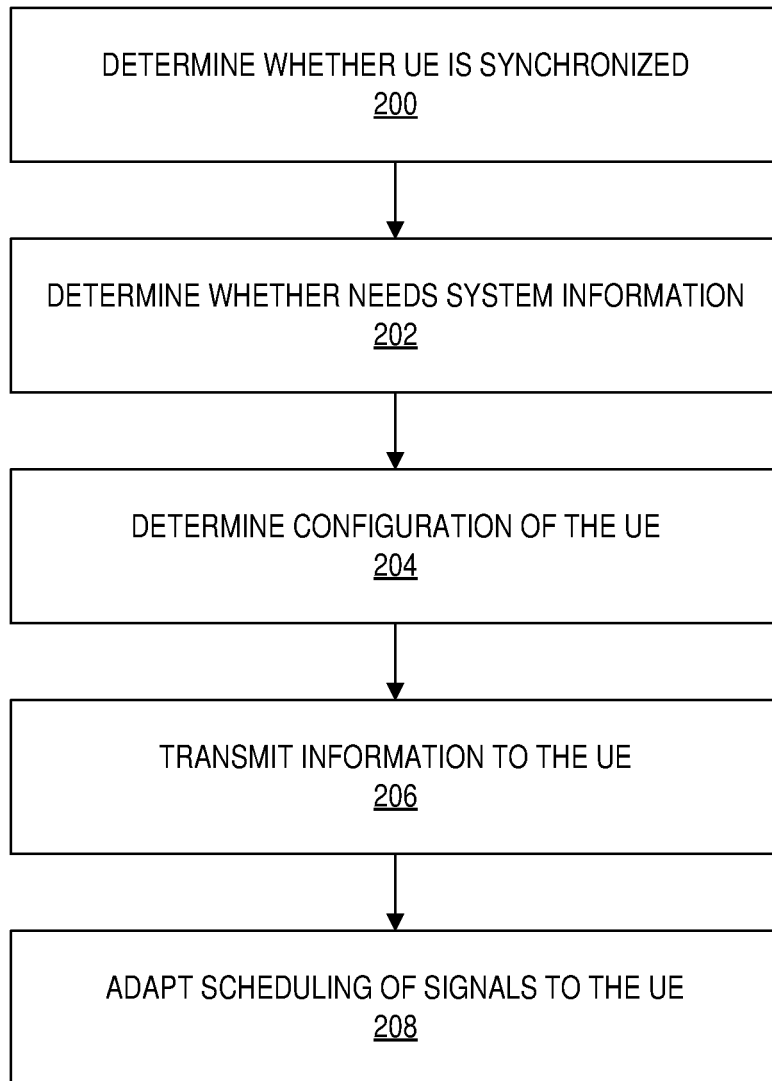 DETERMINE WHETHER UE IS SYNCHRONIZED
200
DETERMINE WHETHER NEEDS SYSTEM INFORMATION
202
DETERMINE CONFIGURATION OF THE UE
204
TRANSMIT INFORMATION TO THE UE
206
ADAPT SCHEDULING OF SIGNALS TO THE UE
208